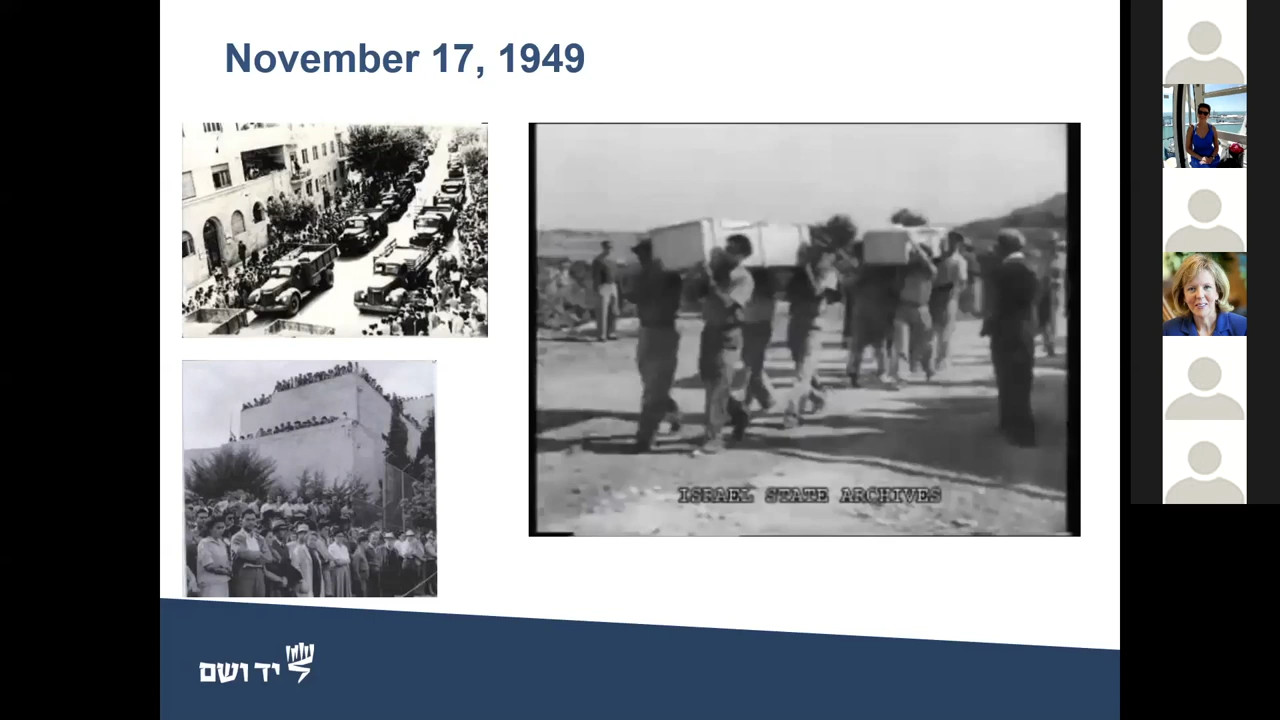 November 17, 1949
ISRAEL STATE ARCHIVES
יד ושם